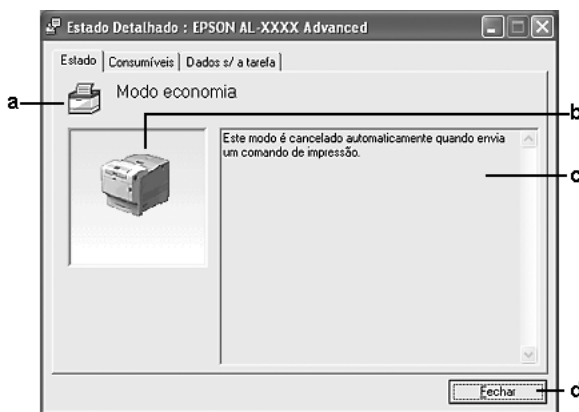 Estado Detalhado : EPSON AL-XXXX Advanced
Estado Consumíveis Dados s/ a tarefa
a
Modo economia
b
Este modo é cancelado automaticamente quando envia
um comando de impressão.
c
Fechar
d